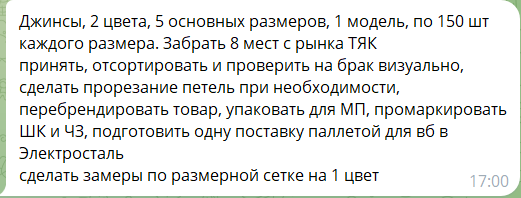 Джинсы, 2 цвета, 5 основных размеров, 1 модель, по 150 шт
каждого размера. Забрать 8 мест с рынка ТЯК
принять, отсортировать и проверить на брак визуально,
сделать прорезание петель при необходимости,
перебрендировать товар, упаковать для МП, промаркировать
ШК и ЧЗ, подготовить одну поставку паллетой для вб в
Электросталь
сделать замеры по размерной сетке на 1 цвет
17:00